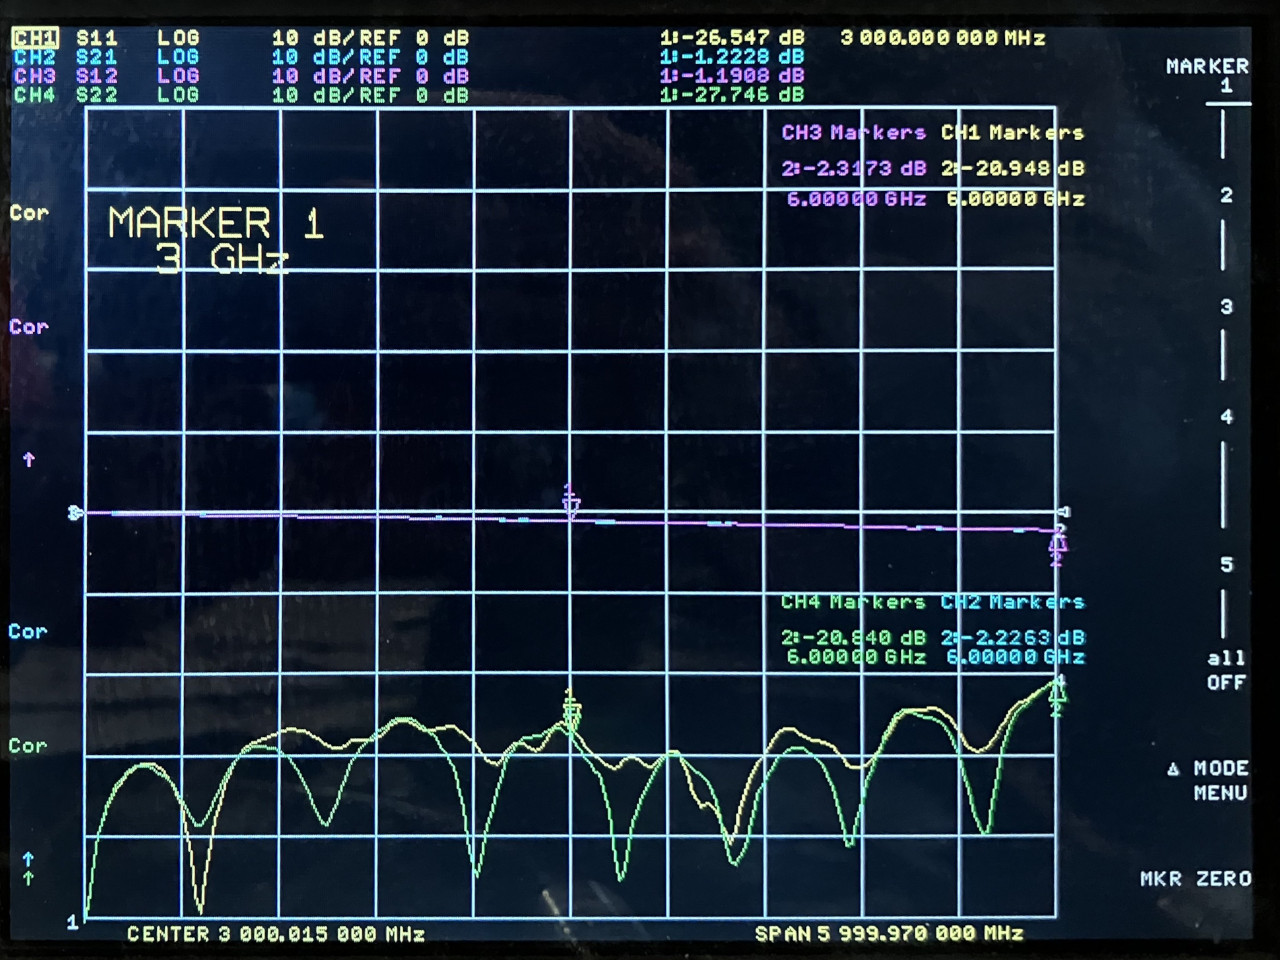 CH1 S11 LOG 10 dB/REF 0 dB 1:-26.547 dB 3 000.000 000 MHz
CH2 S21 LOG 10 dB/REF 0 dB 1:-1.2228 dB
CH3 S12 LOG 10 dB/REF 0 dB 1:-1.1908 dB
CH4 S22 LOG 10 dB/REF 0 dB 1:-27.746 dB
MARKER
1
2
3
4
5
all
OFF
Δ MODE
MENU
MKR ZERO
CH3 Markers CH1 Markers
2:-2.3173 dB 2:-20.948 dB
6.00000 GHz 6.00000 GHz
MARKER 1
3 GHz
Cor
Cor
↑
Cor
Cor
↑
↑
1
2
CH4 Markers CH2 Markers
2:-20.840 dB 2:-2.2263 dB
6.00000 GHz 6.00000 GHz
1
2
1
CENTER 3 000.015 000 MHz SPAN 5 999.970 000 MHz